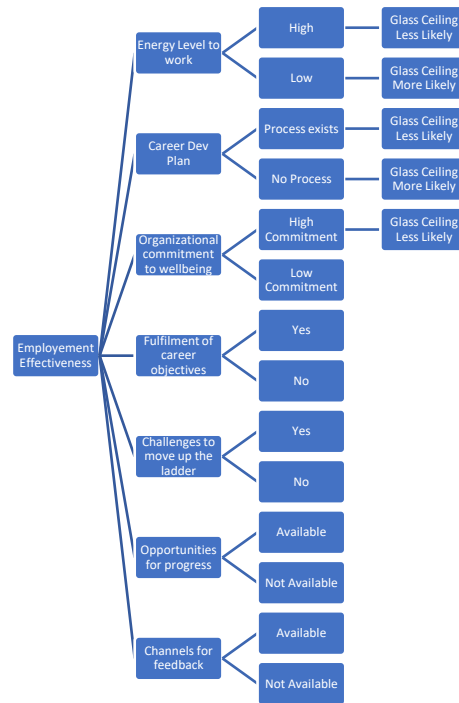 Employement
Effectiveness
Energy Level to
work
High
Glass Ceiling
Less Likely
Low
Glass Ceiling
More Likely
Career Dev
Plan
Process exists
Glass Ceiling
Less Likely
No Process
Glass Ceiling
More Likely
Organizational
commitment
to wellbeing
High
Commitment
Glass Ceiling
Less Likely
Low
Commitment
Fulfilment of
career
objectives
Yes
No
Challenges to
move up the
ladder
Yes
No
Opportunities
for progress
Available
Not Available
Channels for
feedback
Available
Not Available